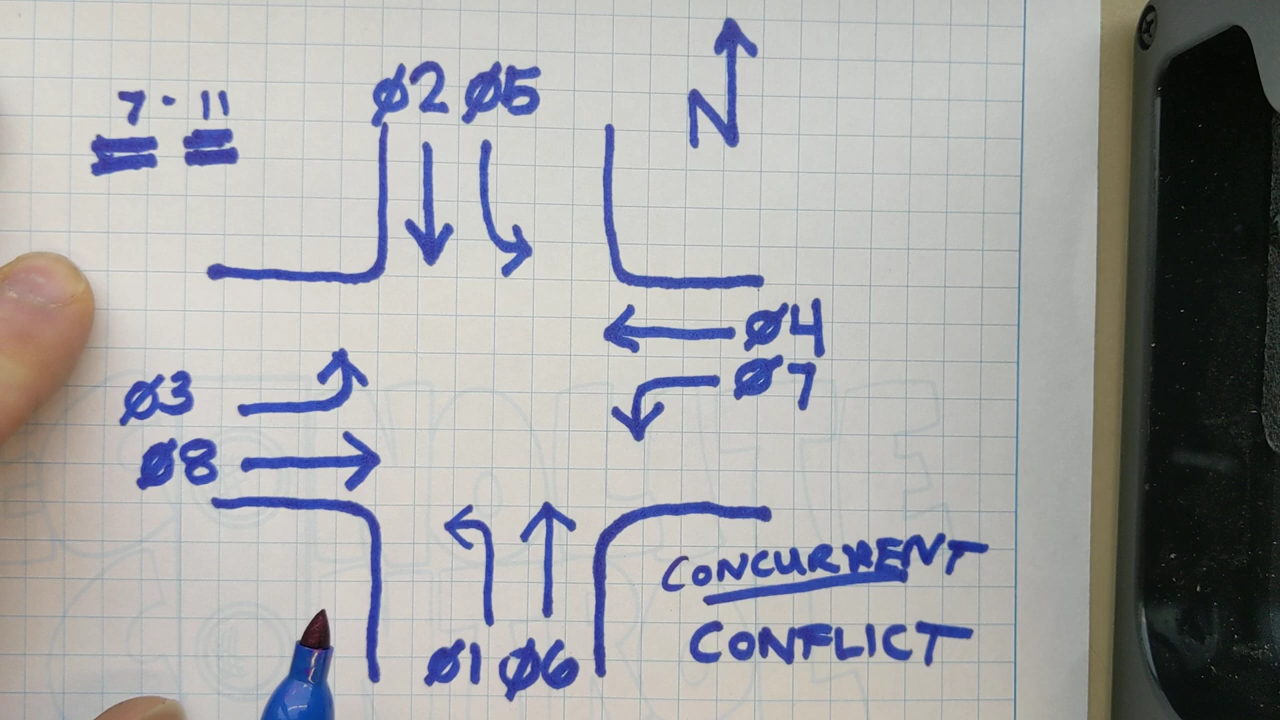 7 · 11
Ø2 Ø5
N
Ø4
Ø7
Ø3
Ø8
CONCURRENT
CONFLICT
Ø1 Ø6